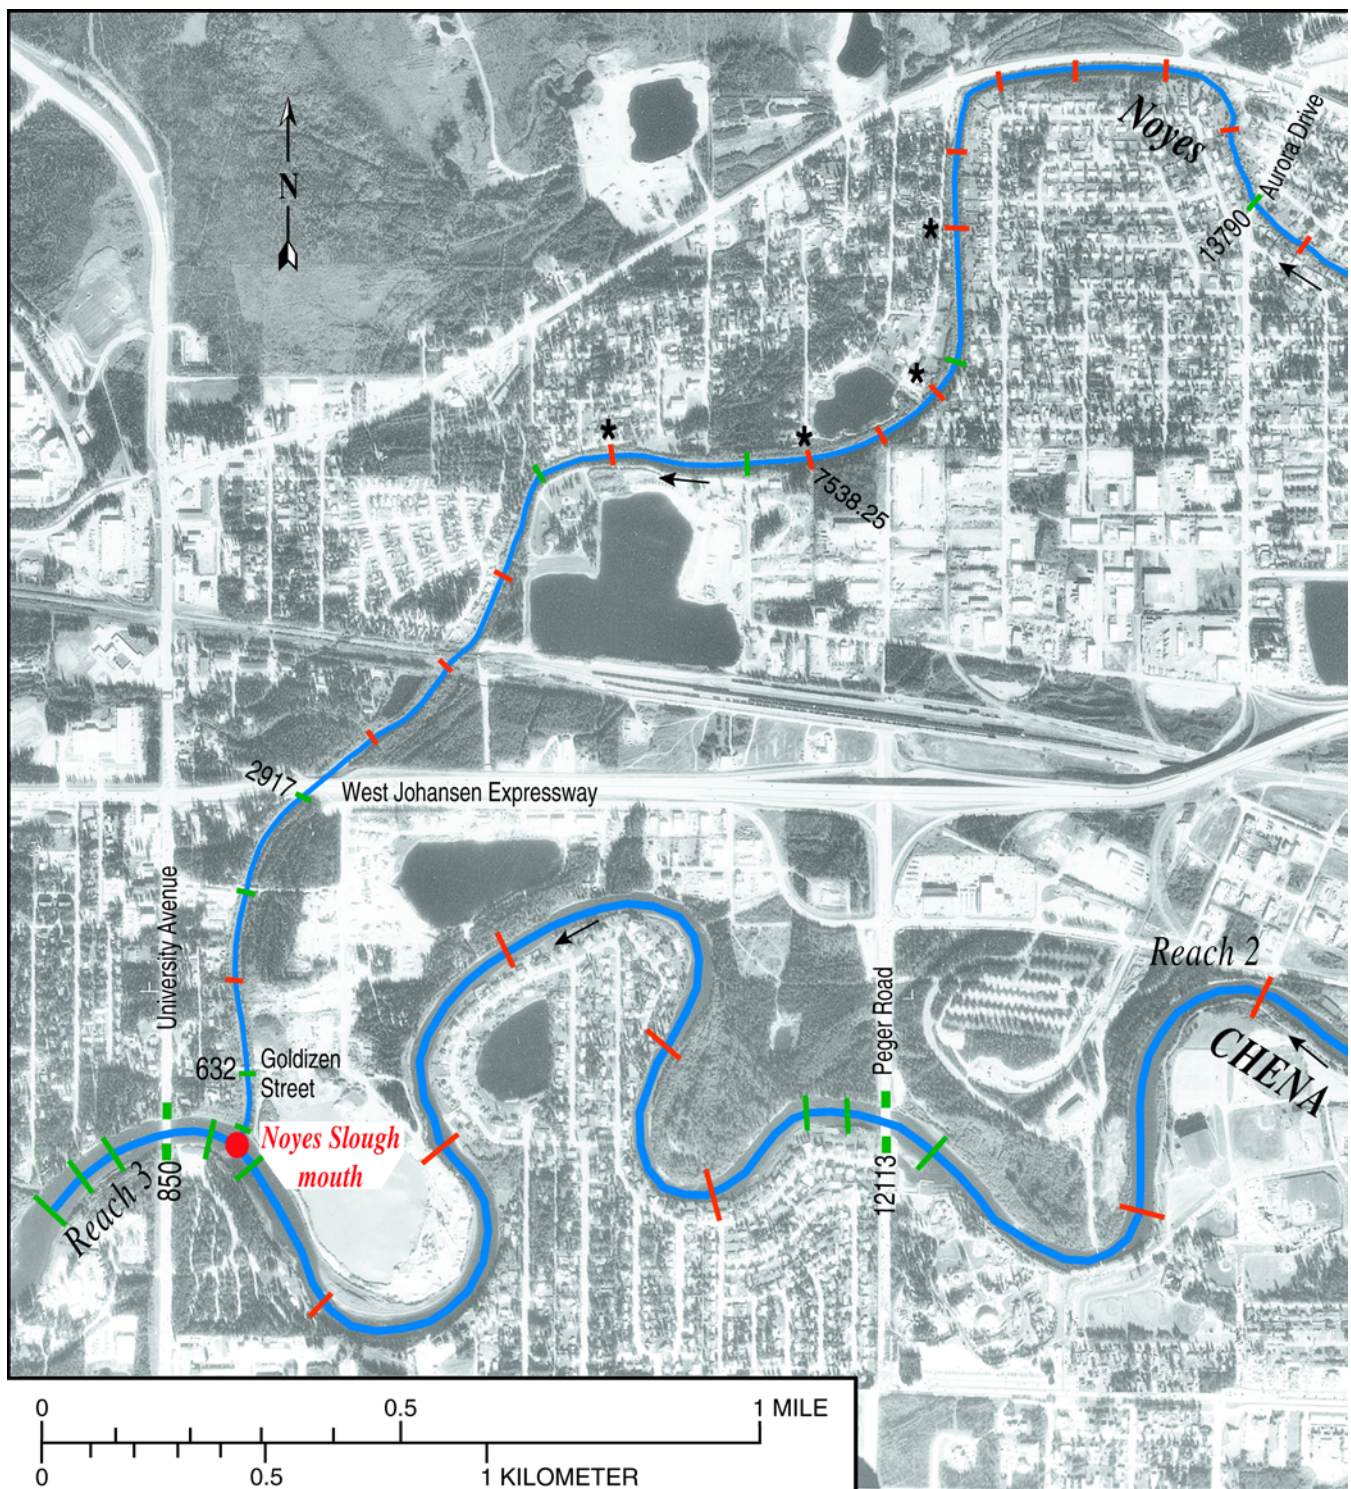 N
Noyes
Aurora Drive
13790
*
*
*
*
7538.25
2917
West Johansen Expressway
University Avenue
Reach 2
CHENA
Peger Road
632
Goldizen
Street
Noyes Slough
mouth
Reach 3
850
12113
0 0.5 1 MILE
0 0.5 1 KILOMETER